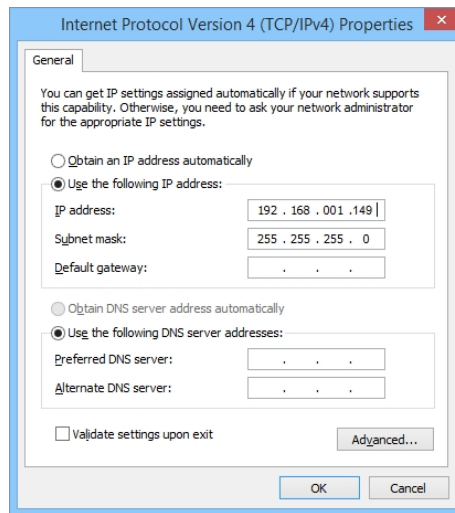 Internet Protocol Version 4 (TCP/IPv4) Properties
General
You can get IP settings assigned automatically if your network supports
this capability. Otherwise, you need to ask your network administrator
for the appropriate IP settings.
Obtain an IP address automatically
Use the following IP address:
IP address: 192 . 168 . 001 .149
Subnet mask: 255 . 255 . 255 . 0
Default gateway: . . .
Obtain DNS server address automatically
Use the following DNS server addresses:
Preferred DNS server: . . .
Alternate DNS server: . . .
Validate settings upon exit
Advanced...
OK Cancel